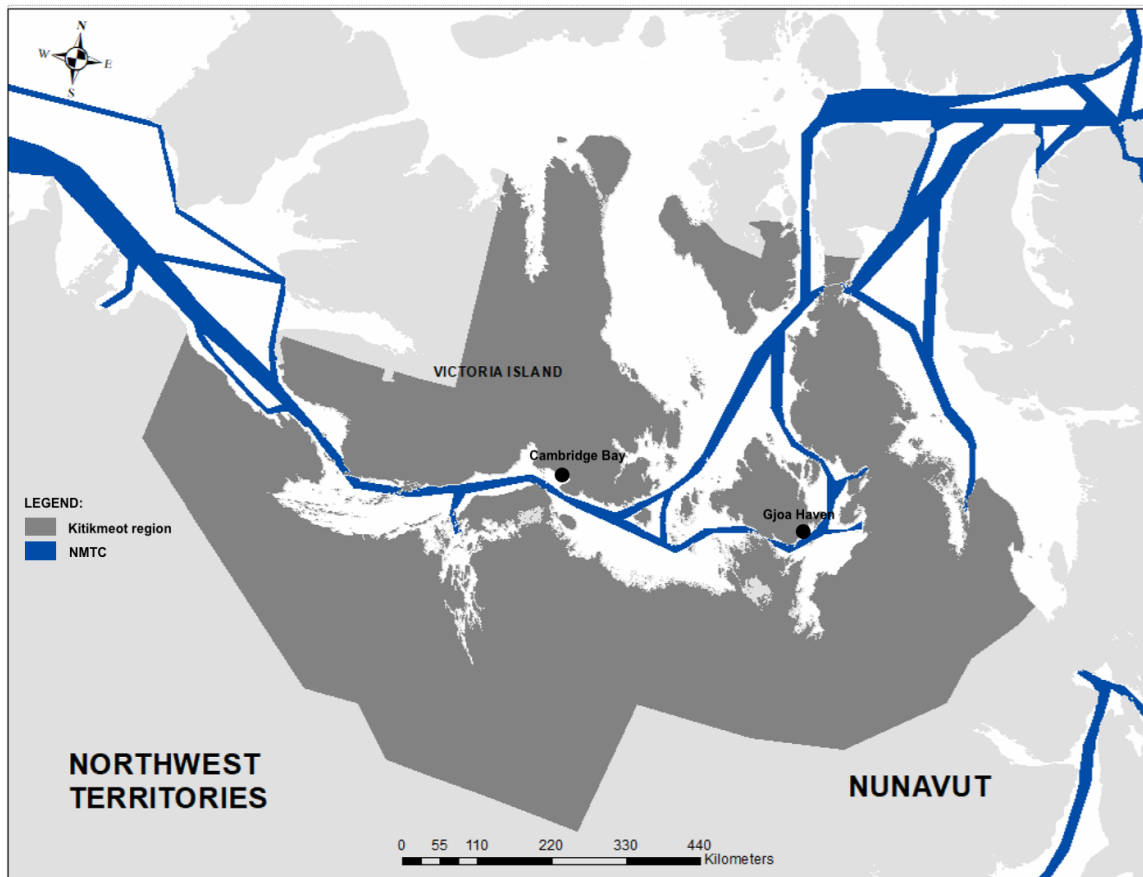 N
W
E
S
VICTORIA ISLAND
Cambridge Bay
LEGEND:
Kitikmeot region
NMTC
Gjoa Haven
NORTHWEST
TERRITORIES
NUNAVUT
0 55 110 220 330 440
Kilometers